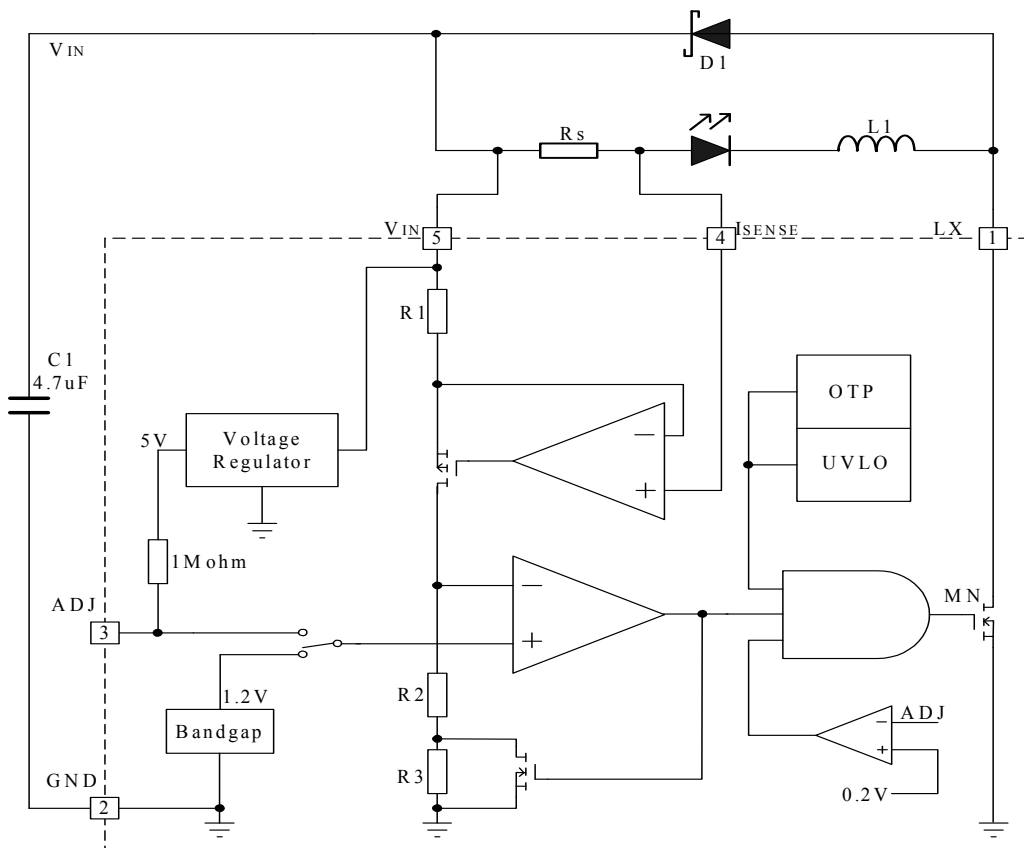 VIN
D1
Rs
L1
VIN
5
4
ISENSE
LX
1
R1
C1
4.7uF
OTP
5V
Voltage
Regulator
−
+
UVLO
1Mohm
ADJ
3
−
+
MN
1.2V
R2
Bandgap
−
ADJ
+
GND
2
R3
0.2V